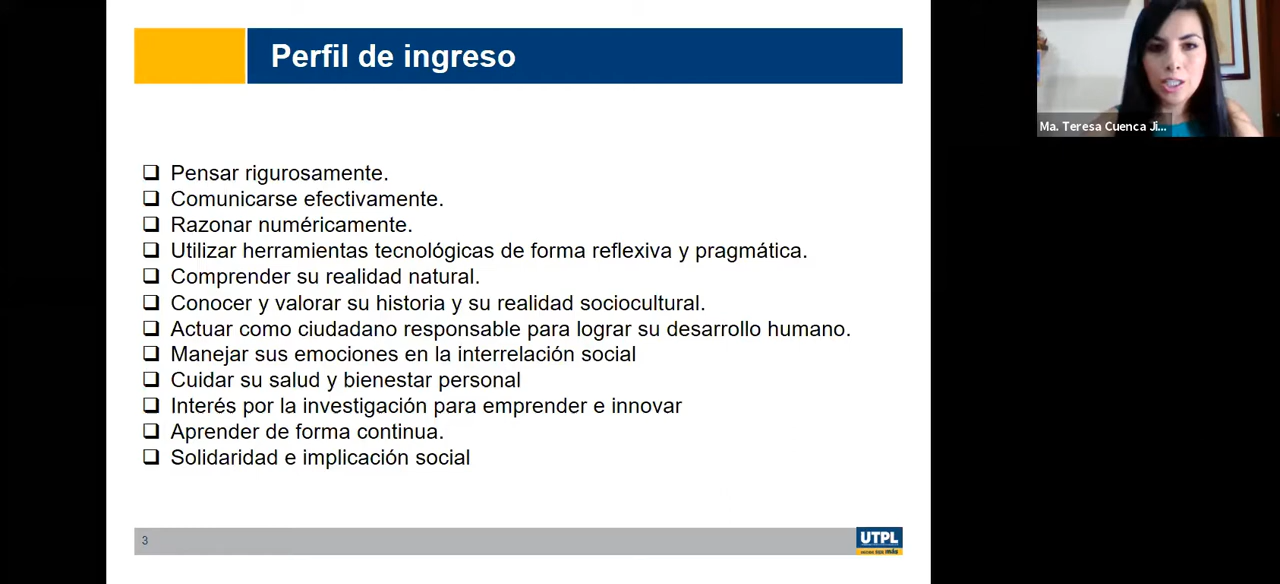 Perfil de ingreso
Ma. Teresa Cuenca Ji...
Pensar rigurosamente.
Comunicarse efectivamente.
Razonar numéricamente.
Utilizar herramientas tecnológicas de forma reflexiva y pragmática.
Comprender su realidad natural.
Conocer y valorar su historia y su realidad sociocultural.
Actuar como ciudadano responsable para lograr su desarrollo humano.
Manejar sus emociones en la interrelación social
Cuidar su salud y bienestar personal
Interés por la investigación para emprender e innovar
Aprender de forma continua.
Solidaridad e implicación social
3
UTPL
más